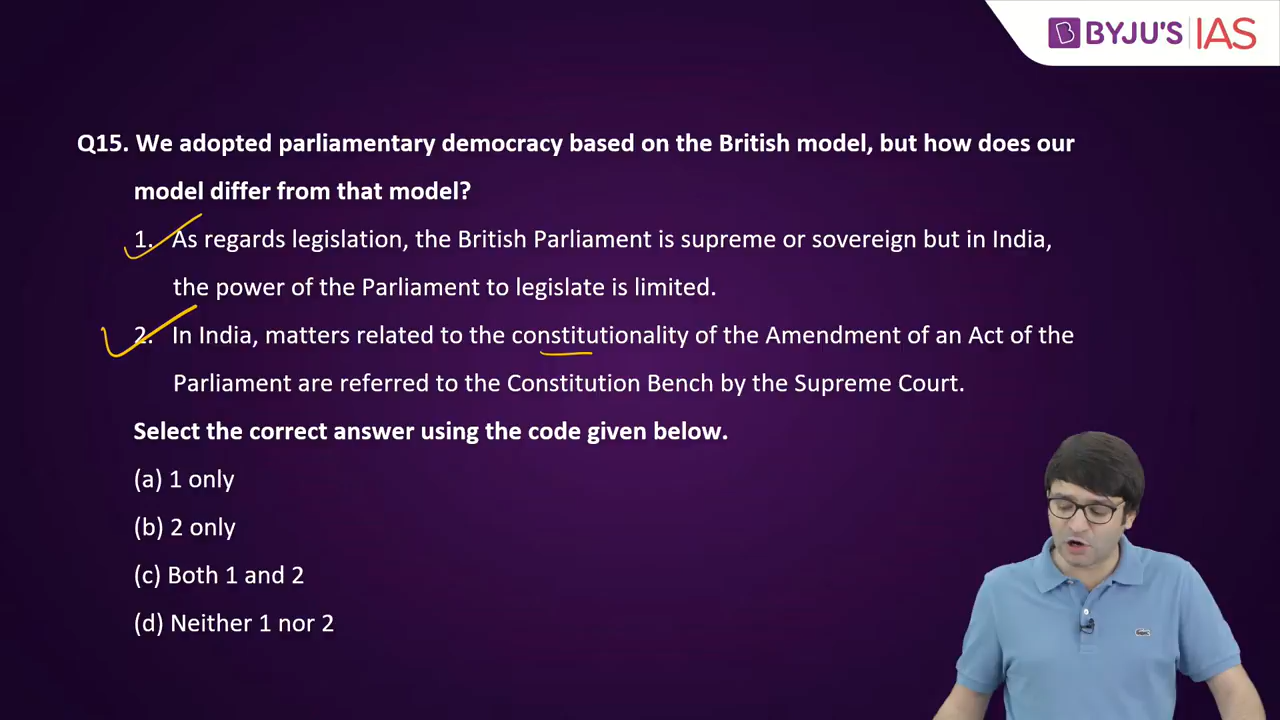 BYJU'S IAS
Q15. We adopted parliamentary democracy based on the British model, but how does our
model differ from that model?
1. As regards legislation, the British Parliament is supreme or sovereign but in India,
the power of the Parliament to legislate is limited.
2. In India, matters related to the constitutionality of the Amendment of an Act of the
Parliament are referred to the Constitution Bench by the Supreme Court.
Select the correct answer using the code given below.
(a) 1 only
(b) 2 only
(c) Both 1 and 2
(d) Neither 1 nor 2